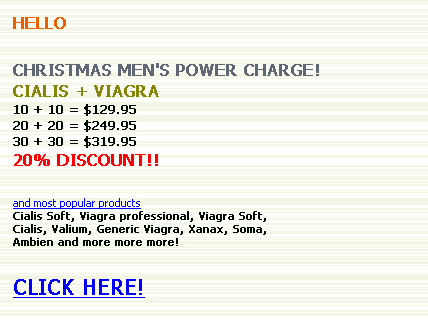 HELLO
CHRISTMAS MEN'S POWER CHARGE!
CIALIS + VIAGRA
10 + 10 = $129.95
20 + 20 = $249.95
30 + 30 = $319.95
20% DISCOUNT!!
and most popular products
Cialis Soft, Viagra professional, Viagra Soft,
Cialis, Valium, Generic Viagra, Xanax, Soma,
Ambien and more more more!
CLICK HERE!